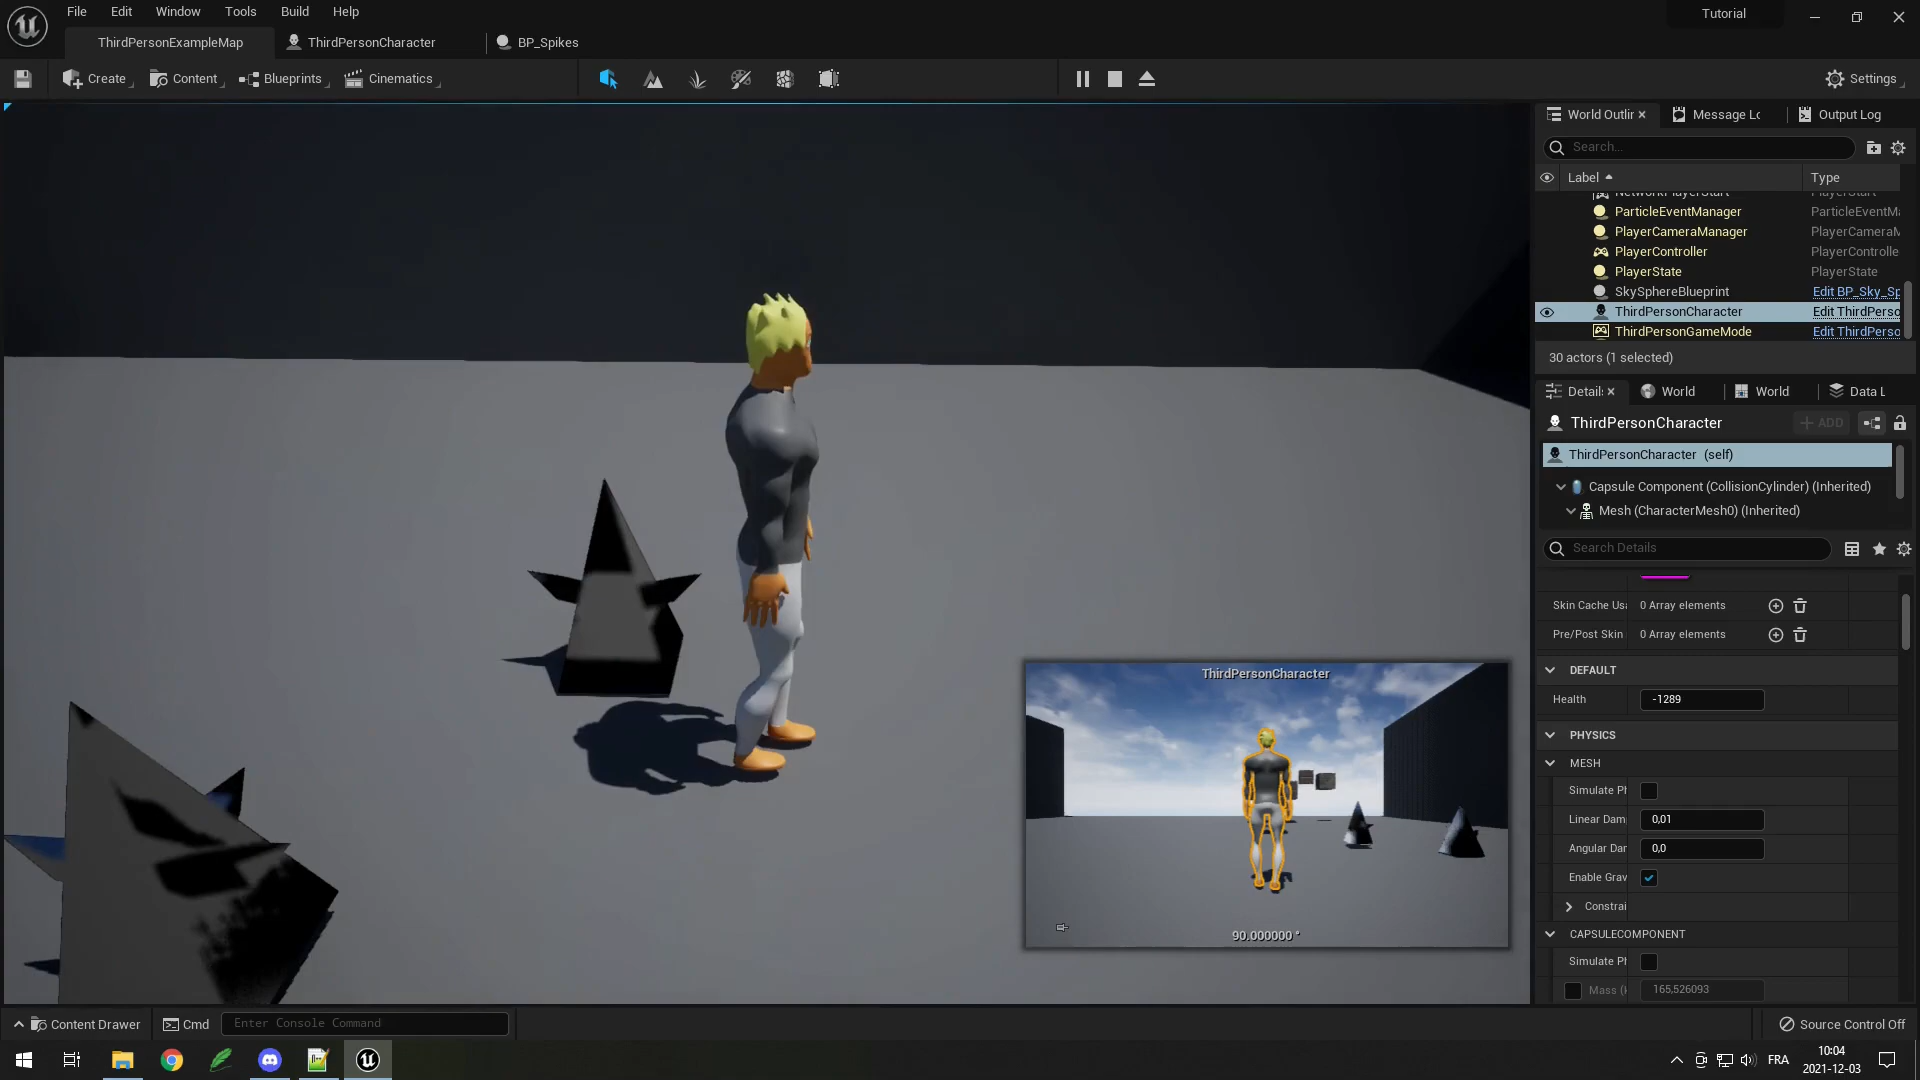 File Edit Window Tools Build Help
Tutorial
ThirdPersonExampleMap
ThirdPersonCharacter
BP_Spikes
Create
Content
Blueprints
Cinematics
Settings
World Outlir
Message Lo
Output Log
Search...
Label
Type
ParticleEventManager ParticleEventMa
PlayerCameraManager PlayerCameraM
PlayerController PlayerControlle
PlayerState PlayerState
SkySphereBlueprint Edit BP_Sky_Sp
ThirdPersonCharacter Edit ThirdPerso
ThirdPersonGameMode Edit ThirdPerso
30 actors (1 selected)
Details
World
World
Data L
ThirdPersonCharacter
ADD
ThirdPersonCharacter (self)
Capsule Component (CollisionCylinder) (Inherited)
Mesh (CharacterMesh0) (Inherited)
Search Details
Skin Cache Usa 0 Array elements
Pre/Post Skin 0 Array elements
DEFAULT
Health -1289
PHYSICS
MESH
Simulate Ph
Linear Dam 0,01
Angular Dar 0,0
Enable Grav
Constrai
CAPSULECOMPONENT
Simulate Ph
Mass (k 165,526093
ThirdPersonCharacter
90.000000 °
Content Drawer
Cmd
Enter Console Command
Source Control Off
FRA
10:04
2021-12-03